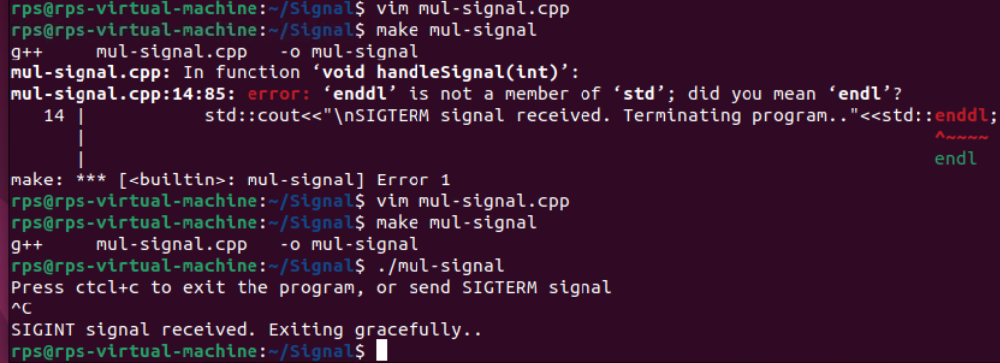 rps@rps-virtual-machine:~/Signal$ vim mul-signal.cpp
rps@rps-virtual-machine:~/Signal$ make mul-signal
g++     mul-signal.cpp   -o mul-signal
mul-signal.cpp: In function ‘void handleSignal(int)’:
mul-signal.cpp:14:85: error: ‘enddl’ is not a member of ‘std’; did you mean ‘endl’?
   14 |             std::cout<<"\nSIGTERM signal received. Terminating program.."<<std::enddl;
      |                                                                                 ^~~~~
      |                                                                                 endl
make: *** [<builtin>: mul-signal] Error 1
rps@rps-virtual-machine:~/Signal$ vim mul-signal.cpp
rps@rps-virtual-machine:~/Signal$ make mul-signal
g++     mul-signal.cpp   -o mul-signal
rps@rps-virtual-machine:~/Signal$ ./mul-signal
Press ctcl+c to exit the program, or send SIGTERM signal
^C
SIGINT signal received. Exiting gracefully..
rps@rps-virtual-machine:~/Signal$